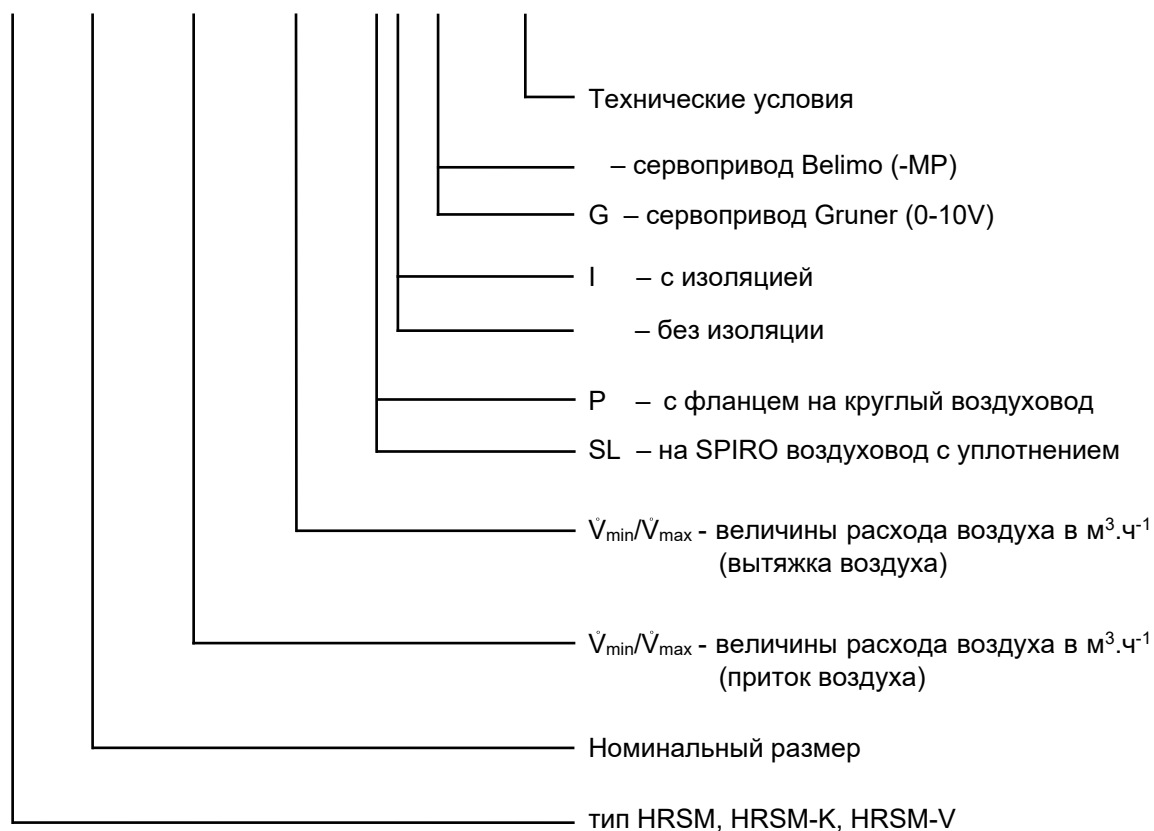 Технические условия
– сервопривод Belimo (-MP)
G – сервопривод Gruner (0-10V)
I – с изоляцией
– без изоляции
P – с фланцем на круглый воздуховод
SL – на SPIRO воздуховод с уплотнением
V̇min/V̇max - величины расхода воздуха в м³.ч⁻¹
(вытяжка воздуха)
V̇min/V̇max - величины расхода воздуха в м³.ч⁻¹
(приток воздуха)
Номинальный размер
тип HRSM, HRSM-K, HRSM-V